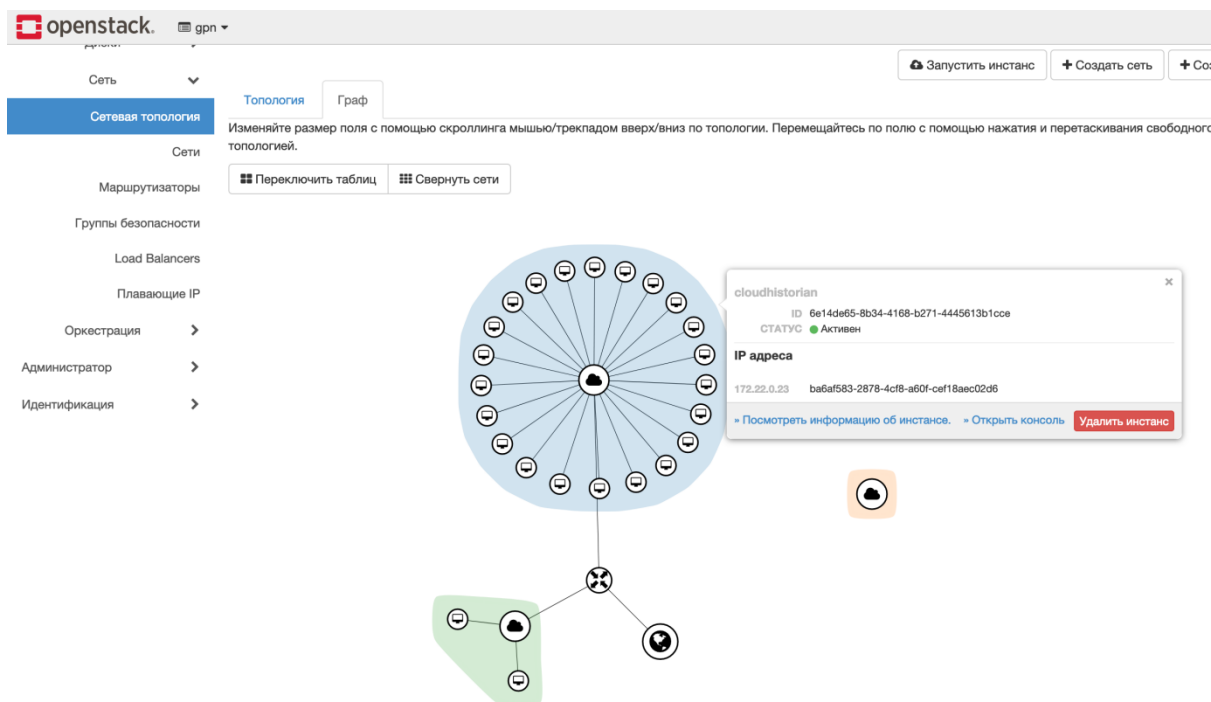 openstack. gpn
Диски
Сеть
Сетевая топология
Сети
Маршрутизаторы
Группы безопасности
Load Balancers
Плавающие IP
Оркестрация
Администратор
Идентификация
Запустить инстанс + Создать сеть
Топология Граф
Изменяйте размер поля с помощью скроллинга мышью/трекпадом вверх/вниз по топологии. Перемещайтесь по полю с помощью нажатия и перетаскивания
топологией.
Переключить таблиц Свернуть сети
cloudhistorian ×
ID 6e14de65-8b34-4168-b271-4445613b1cce
СТАТУС Активен
IP адреса
172.22.0.23 ba6af583-2878-4cf8-a60f-cef18aec02d6
» Посмотреть информацию об инстансе. » Открыть консоль Удалить инстанс